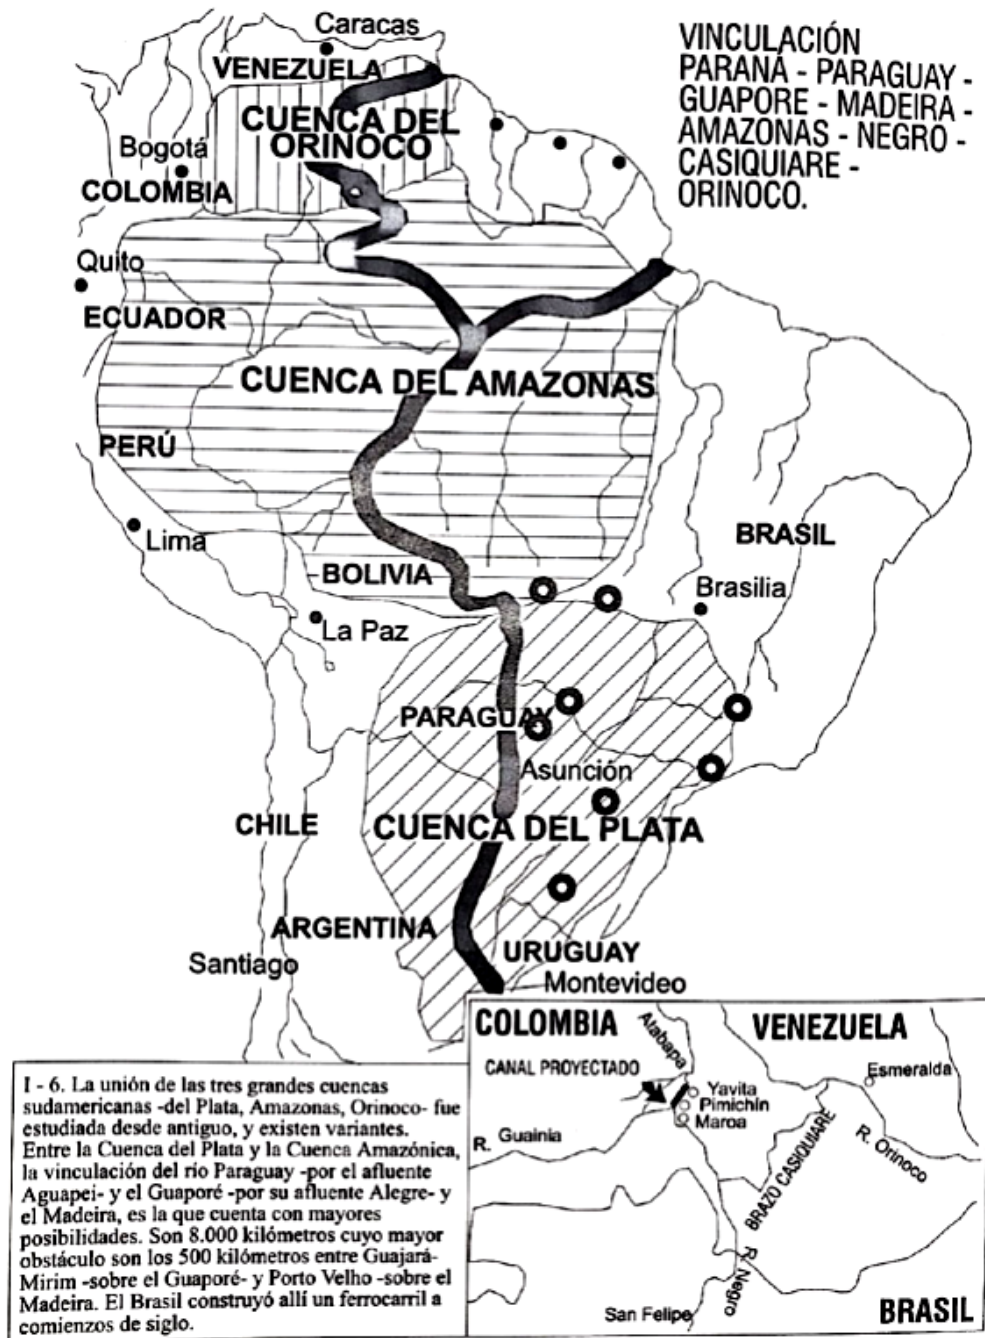 VINCULACIÓN
PARANÁ - PARAGUAY -
GUAPORE - MADEIRA -
AMAZONAS - NEGRO -
CASIQUIARE -
ORINOCO.
Caracas
VENEZUELA
CUENCA DEL
ORINOCO
Bogotá
COLOMBIA
Quito
ECUADOR
CUENCA DEL AMAZONAS
PERÚ
Lima
BRASIL
BOLIVIA
Brasilia
La Paz
PARAGUAY
Asunción
CHILE
CUENCA DEL PLATA
ARGENTINA
URUGUAY
Santiago
Montevideo
COLOMBIA
VENEZUELA
Atabapa
CANAL PROYECTADO
Esmeralda
Yavita
Pimichín
Maroa
R. Guainia
BRAZO CASIQUIARE
R. Orinoco
R. Negro
San Felipe
BRASIL
I - 6. La unión de las tres grandes cuencas
sudamericanas -del Plata, Amazonas, Orinoco- fue
estudiada desde antiguo, y existen variantes.
Entre la Cuenca del Plata y la Cuenca Amazónica,
la vinculación del río Paraguay -por el afluente
Aguapei- y el Guaporé -por su afluente Alegre- y
el Madeira, es la que cuenta con mayores
posibilidades. Son 8.000 kilómetros cuyo mayor
obstáculo son los 500 kilómetros entre Guajará-
Mirim -sobre el Guaporé- y Porto Velho -sobre el
Madeira. El Brasil construyó allí un ferrocarril a
comienzos de siglo.